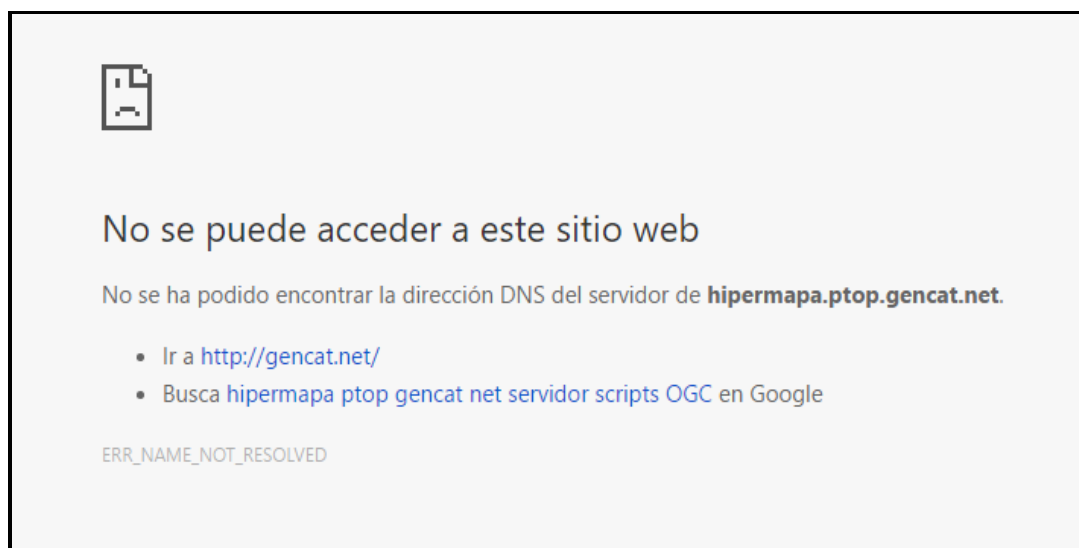 No se puede acceder a este sitio web
No se ha podido encontrar la dirección DNS del servidor de hipermapa.ptop.gencat.net.
Ir a http://gencat.net/
Busca hipermapa ptop gencat net servidor scripts OGC en Google
ERR_NAME_NOT_RESOLVED